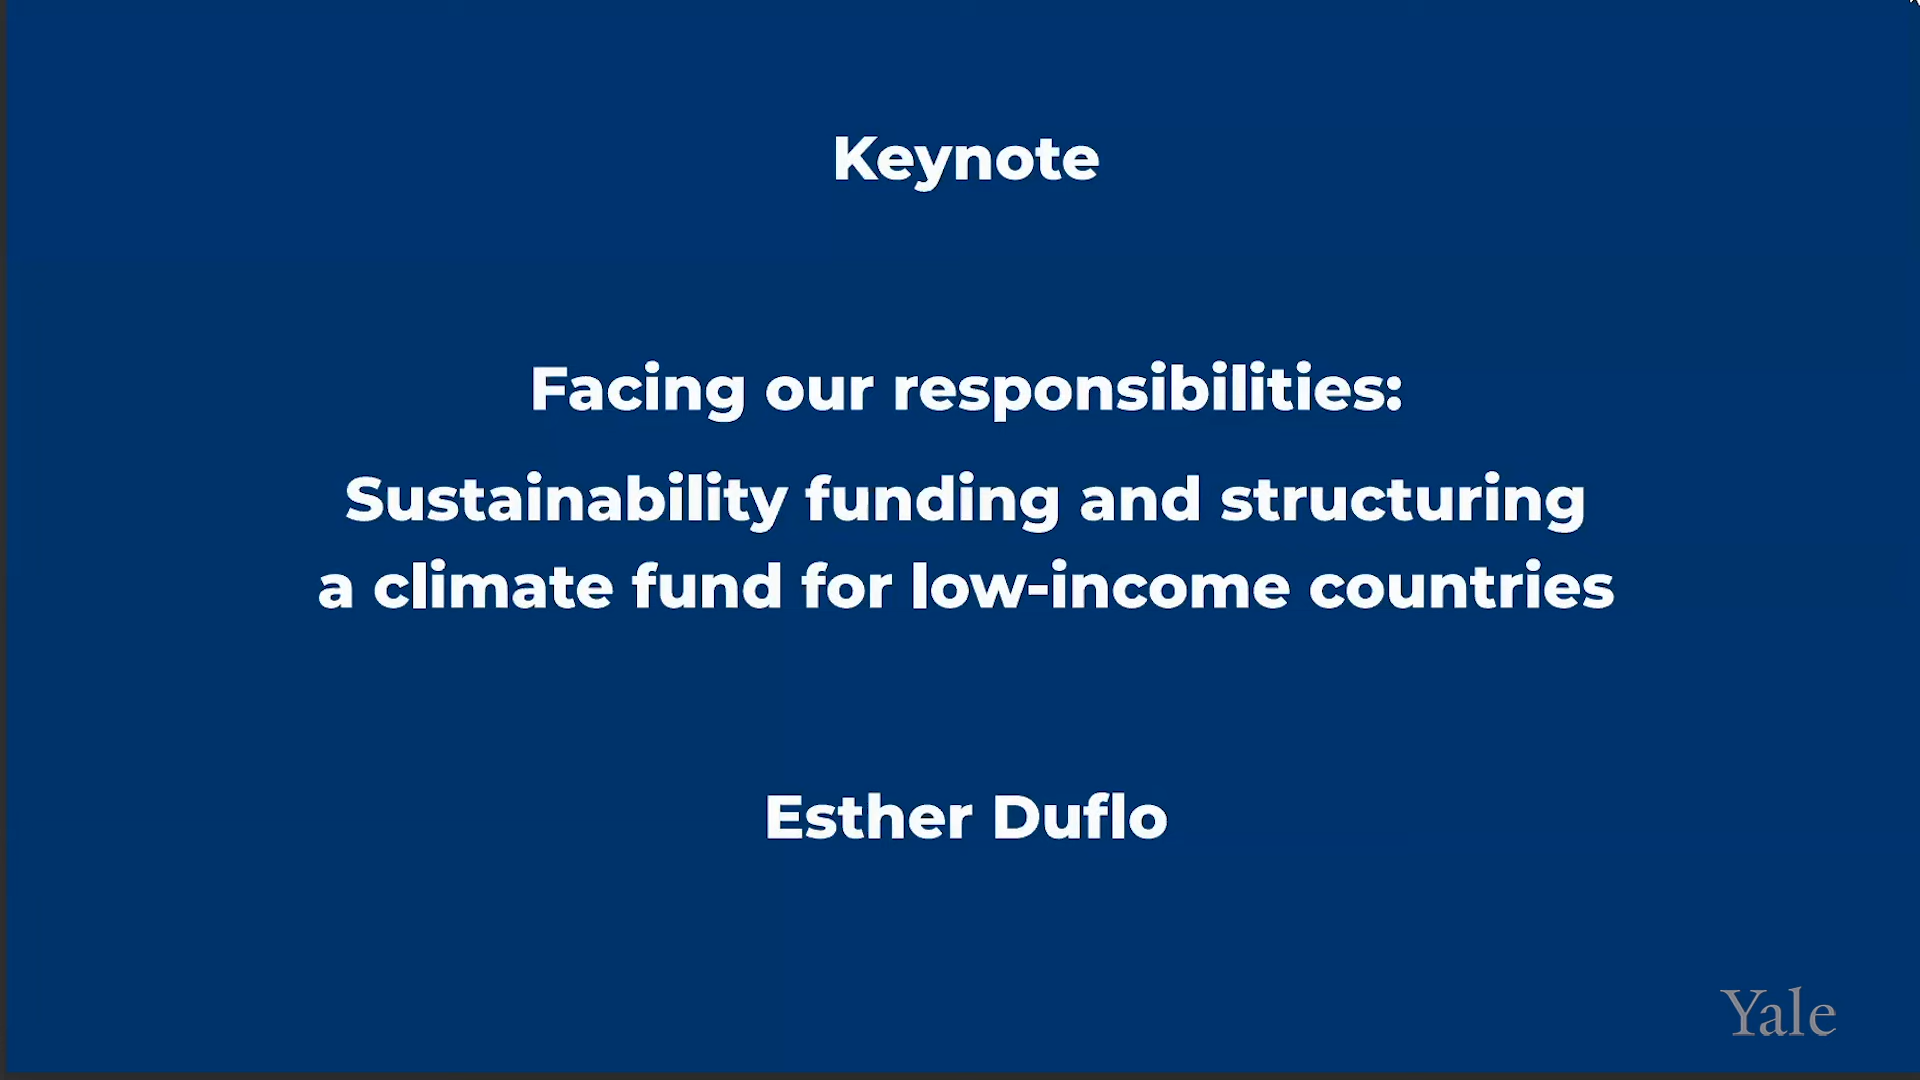 Keynote
Facing our responsibilities:
Sustainability funding and structuring
a climate fund for low-income countries
Esther Duflo
Yale